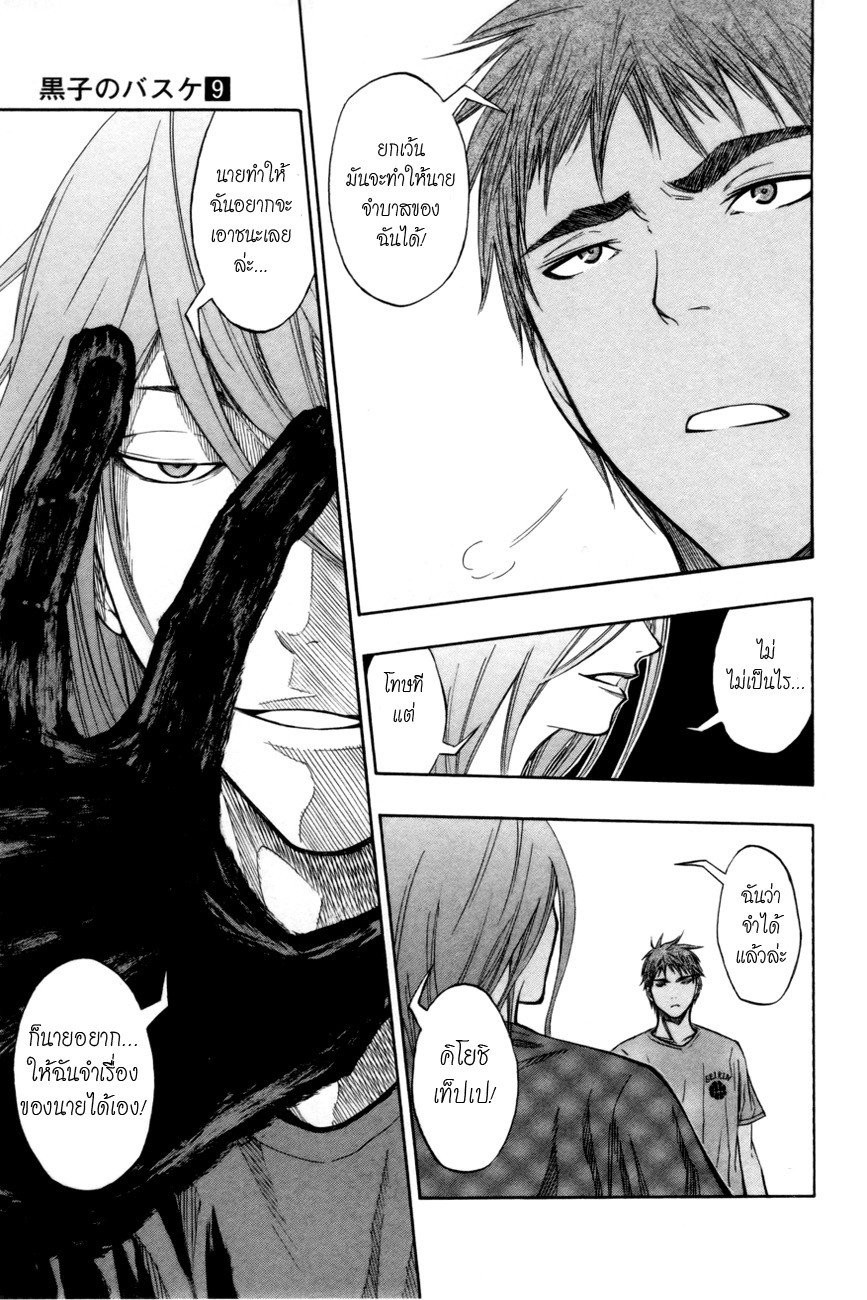 黒子のバスケ 9
ยกเว้น
มันจะทำให้นาย
จำบาสของ
ฉันได้!
ไม่
ไม่เป็นไร...
โทษที
แต่
ฉันว่า
จำได้
แล้วล่ะ
SEIRIN
คิโยชิ
เท็ปเป!
นายทำให้
ฉันอยากจะ
เอาชนะเลย
ล่ะ...
ก็นายอยาก...
ให้ฉันจำเรื่อง
ของนายได้เอง!